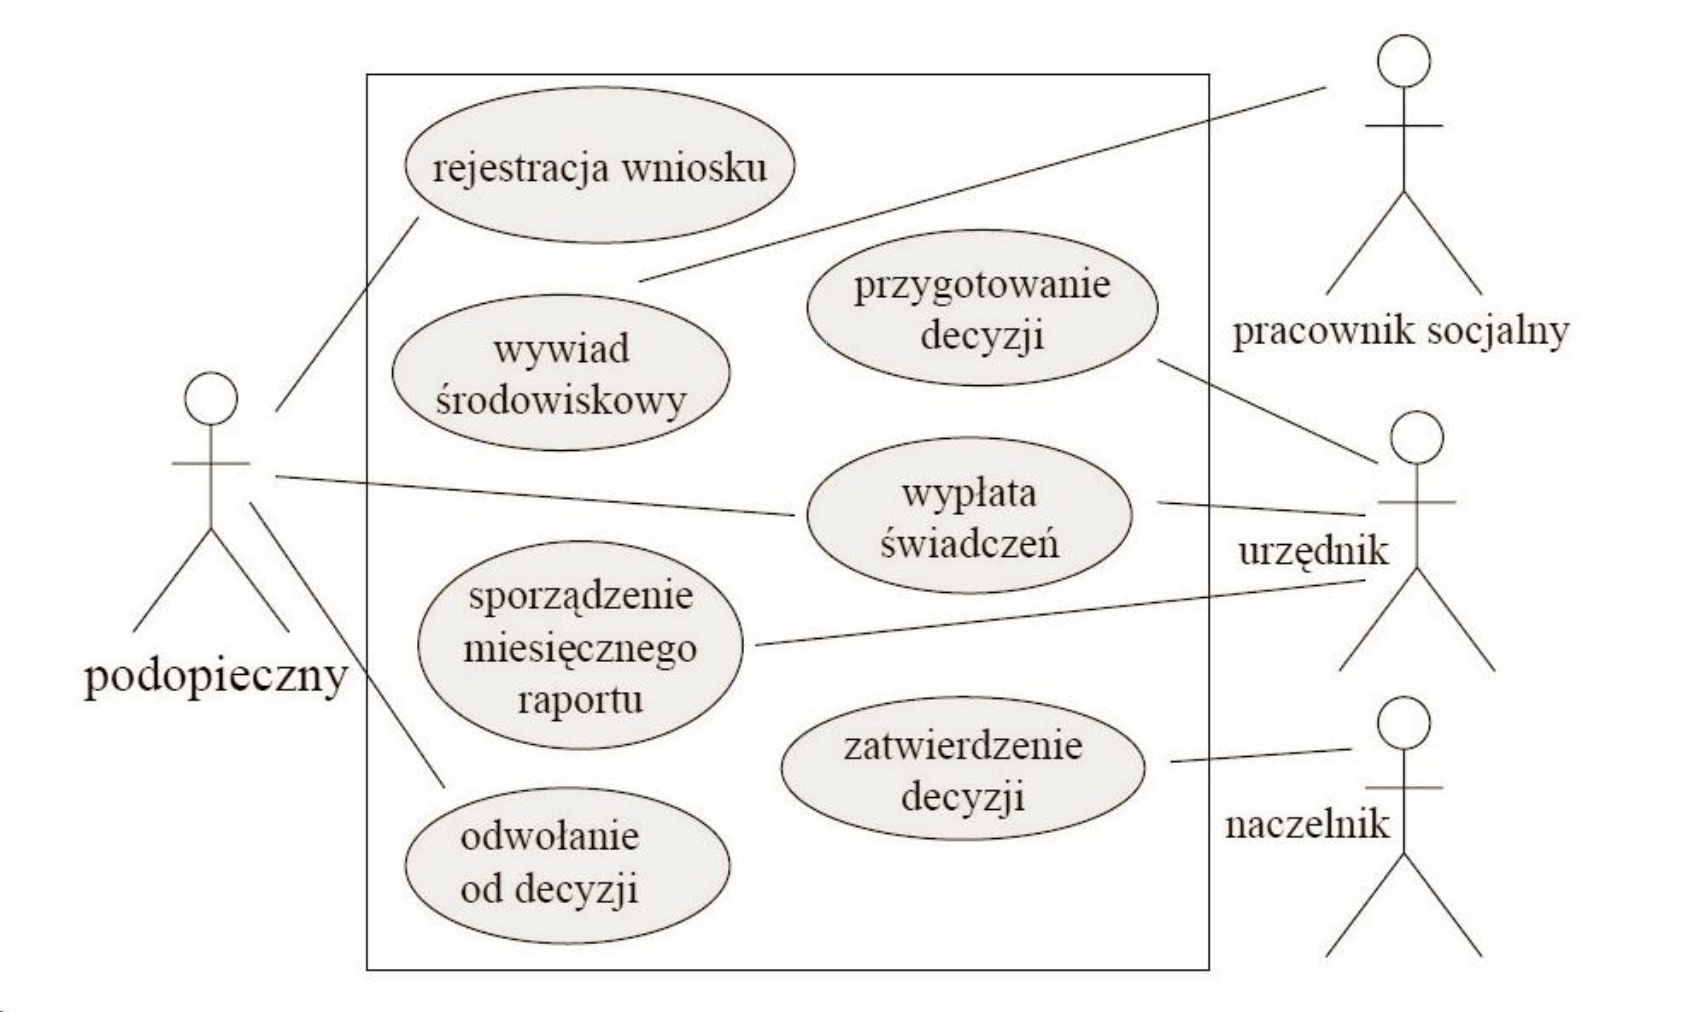 rejestracja wniosku
przygotowanie
decyzji
pracownik socjalny
wywiad
środowiskowy
wypłata
świadczeń
urzędnik
sporządzenie
miesięcznego
raportu
podopieczny
zatwierdzenie
decyzji
naczelnik
odwołanie
od decyzji